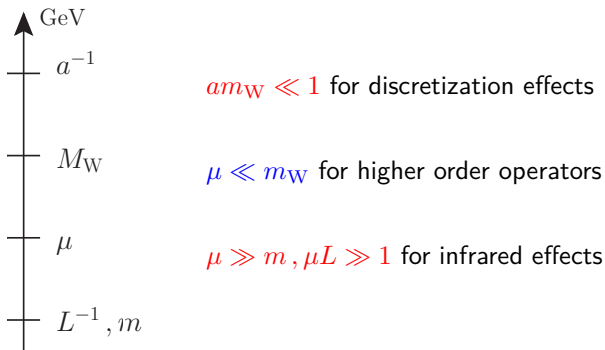 GeV
a⁻¹
am_W ≪ 1 for discretization effects
M_W
μ ≪ m_W for higher order operators
μ
μ ≫ m , μL ≫ 1 for infrared effects
L⁻¹ , m